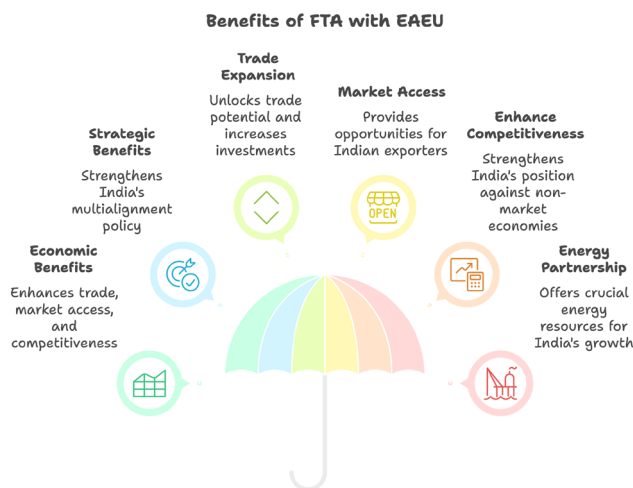 Benefits of FTA with EAEU
Trade
Expansion
Unlocks trade
potential and
increases
investments
Market Access
Provides
opportunities for
Indian exporters
Strategic
Benefits
Strengthens
India's
multialignment
policy
Enhance
Competitiveness
Strengthens
India's position
against non-
market
economies
Economic
Benefits
Enhances trade,
market access,
and
competitiveness
Energy
Partnership
Offers crucial
energy
resources for
India's growth
OPEN